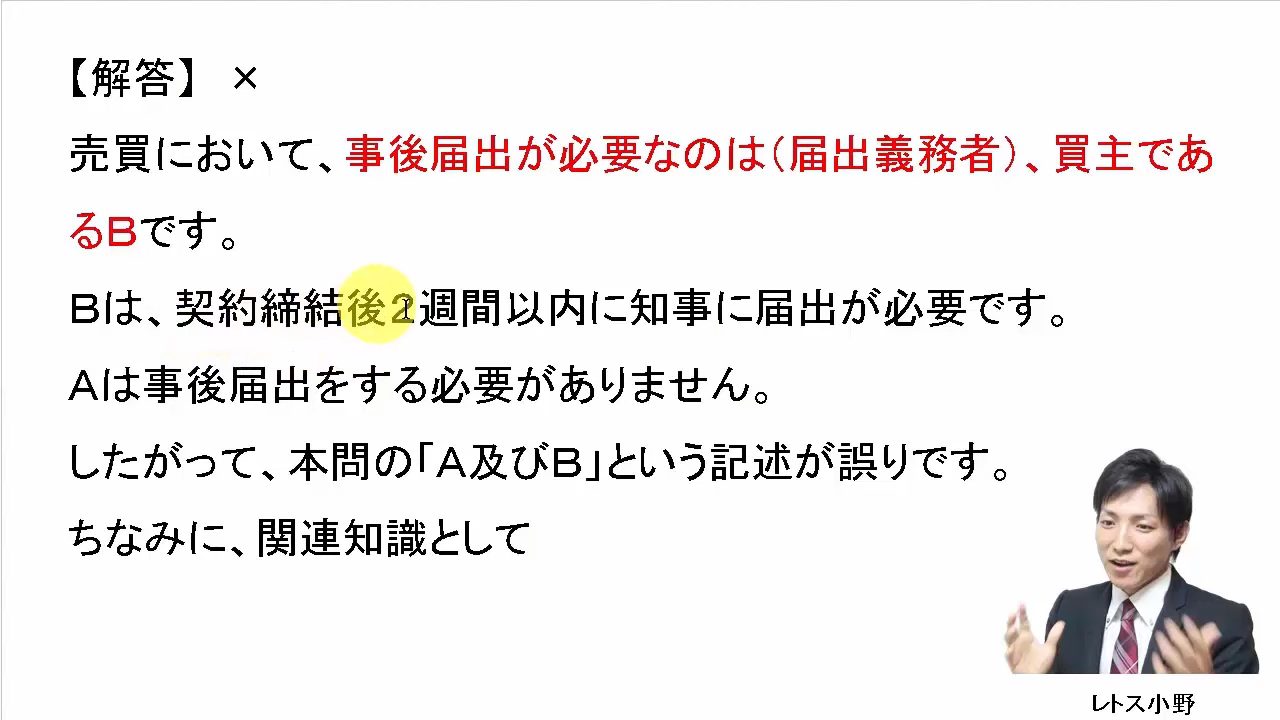 【解答】　×
売買において、事後届出が必要なのは（届出義務者）、買主であ
るBです。
Bは、契約締結後２週間以内に知事に届出が必要です。
Aは事後届出をする必要がありません。
したがって、本問の「A及びB」という記述が誤りです。
ちなみに、関連知識として
レトス小野